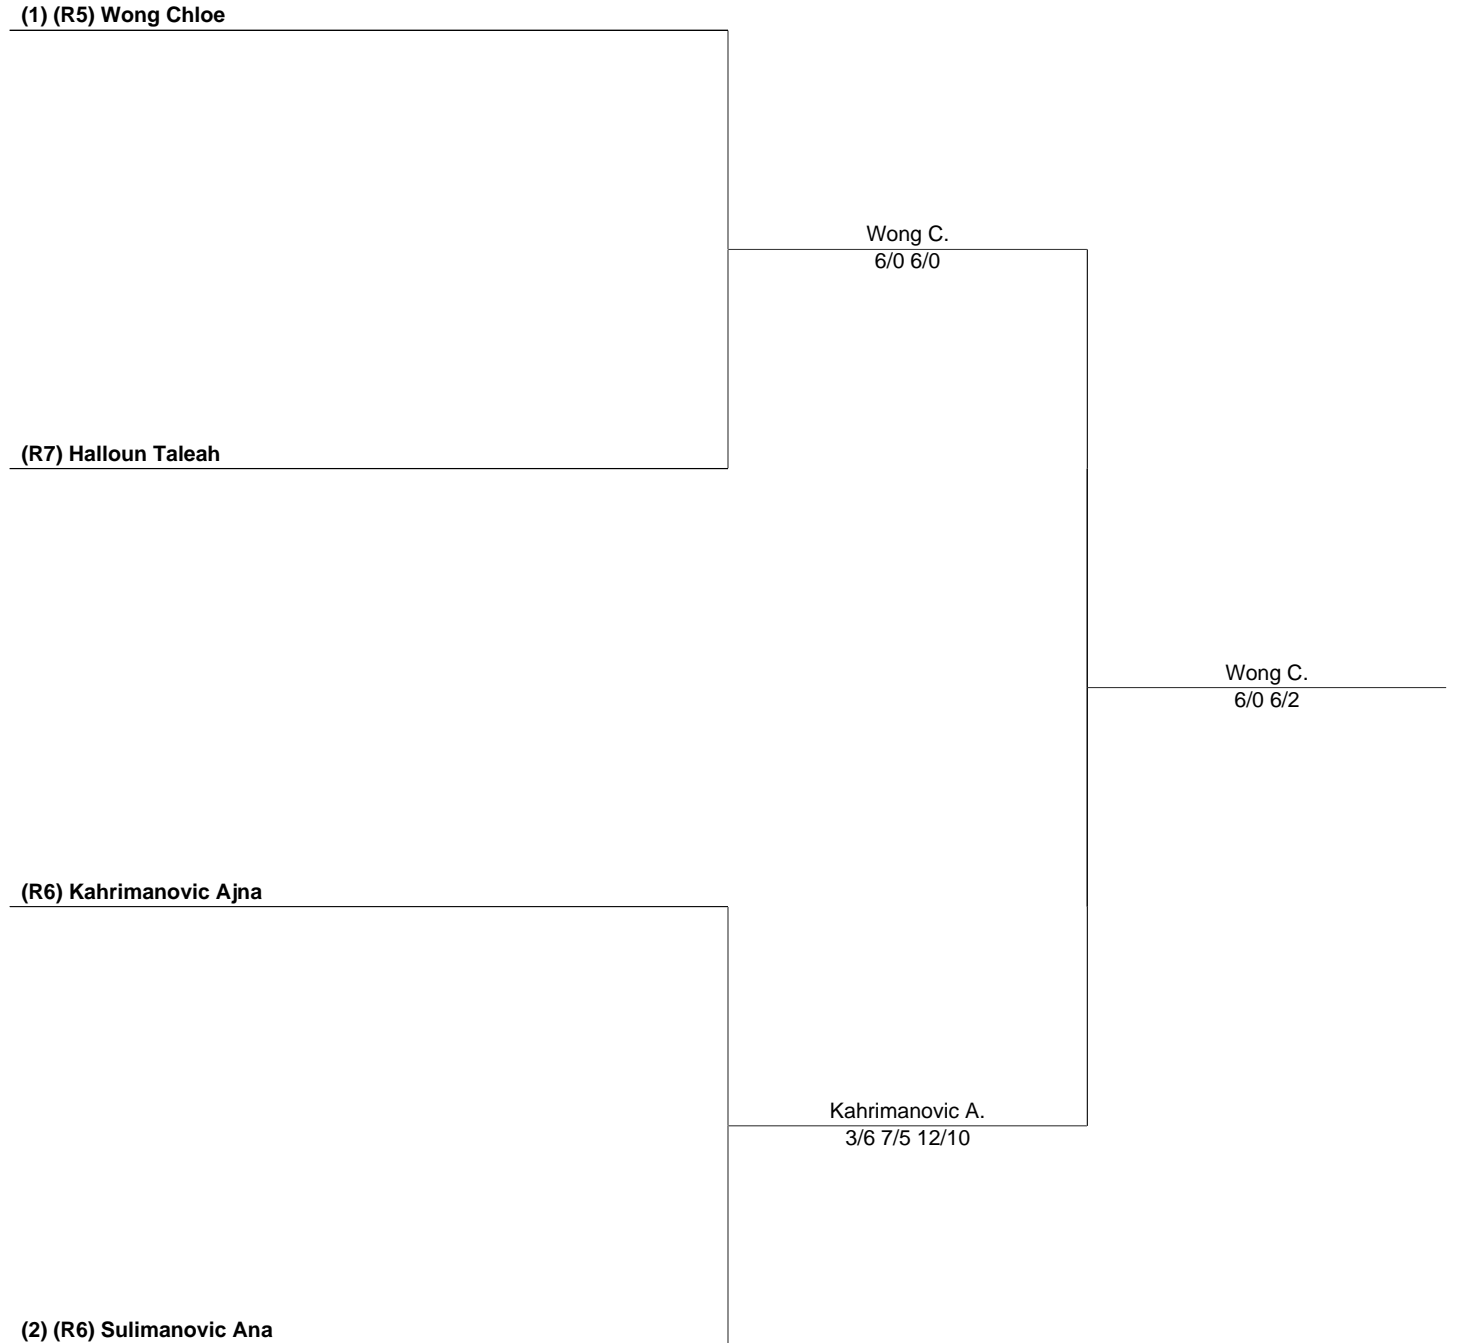 (1) (R5) Wong Chloe
Wong C.
6/0 6/0
(R7) Halloun Taleah
Wong C.
6/0 6/2
(R6) Kahrimanovic Ajna
Kahrimanovic A.
3/6 7/5 12/10
(2) (R6) Sulimanovic Ana